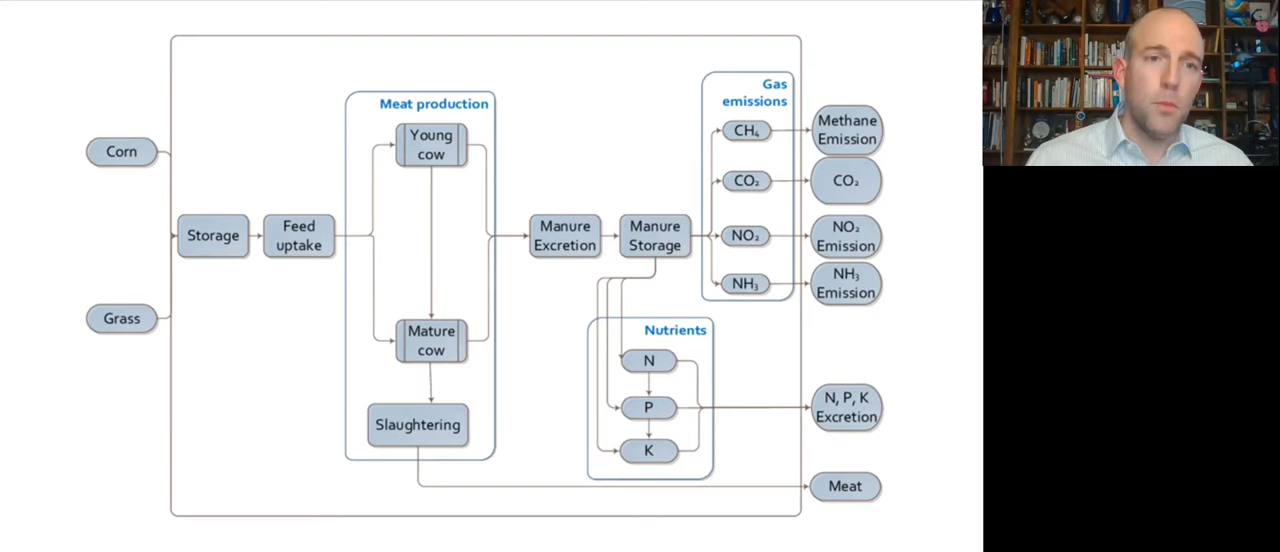 Corn
Grass
Storage
Feed
uptake
Meat production
Young
cow
Mature
cow
Slaughtering
Manure
Excretion
Manure
Storage
Gas
emissions
CH₄
CO₂
NO₂
NH₃
Methane
Emission
CO₂
NO₂
Emission
NH₃
Emission
Nutrients
N
P
K
N, P, K
Excretion
Meat